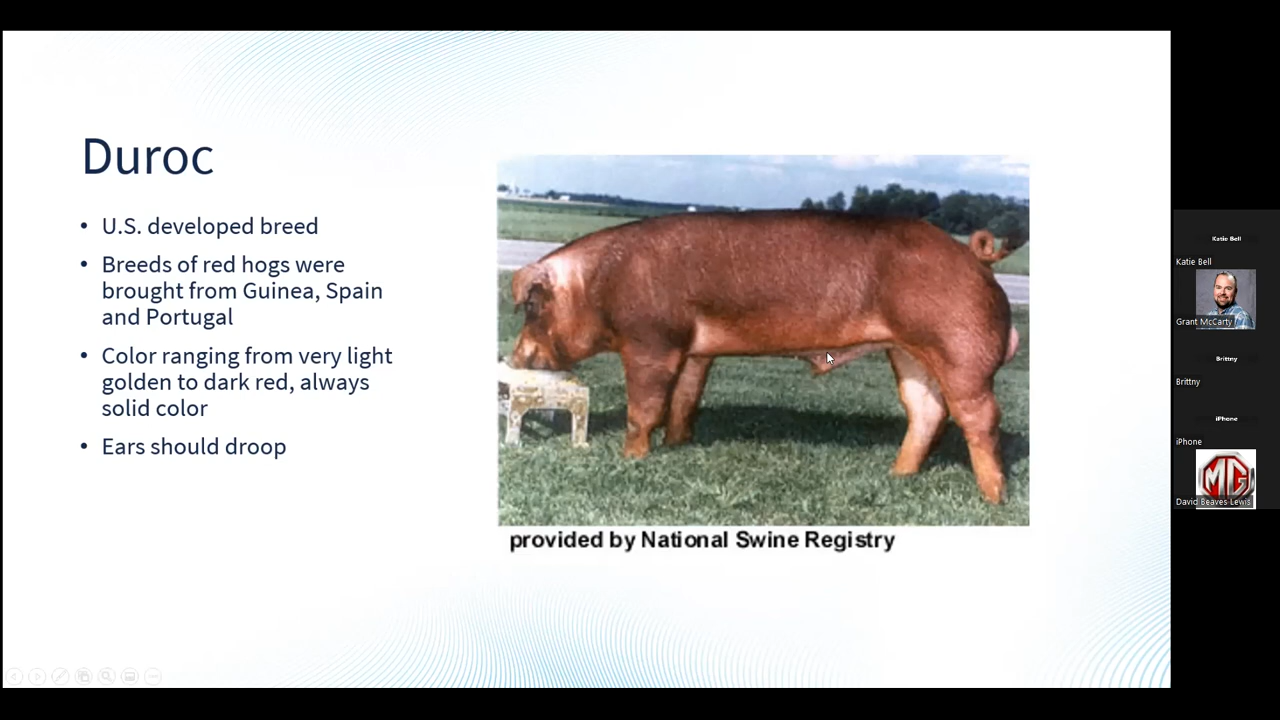 Duroc
• U.S. developed breed
• Breeds of red hogs were
brought from Guinea, Spain
and Portugal
• Color ranging from very light
golden to dark red, always
solid color
• Ears should droop
provided by National Swine Registry
Katie Bell
Katie Bell
Grant McCarty
Brittny
Brittny
iPhone
iPhone
MG
David Beaves-Lewis